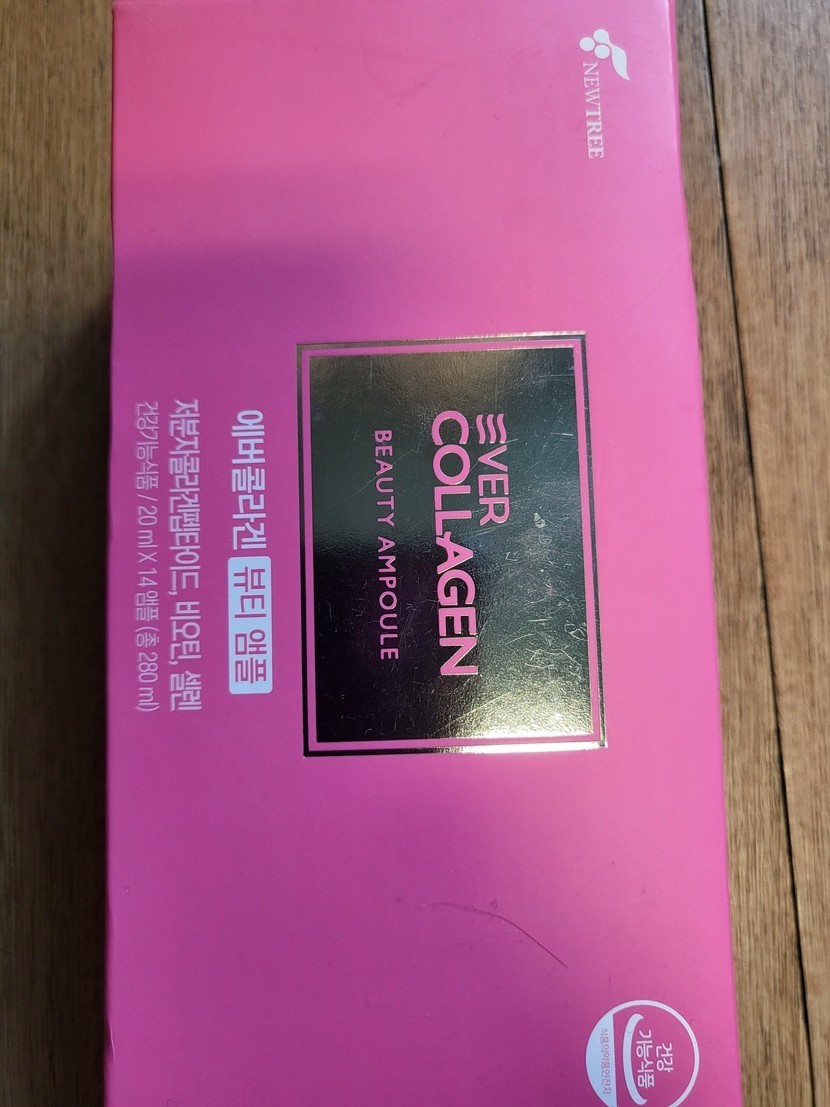 NEWTREE
EVER
COLLAGEN
BEAUTY AMPOULE
에버콜라겐 뷰티 앰플
저분자콜라겐펩타이드, 비오틴, 셀렌
건강기능식품 / 20 ml X 14 앰플 (총 280 ml)
건강
기능식품
식품의약품안전처